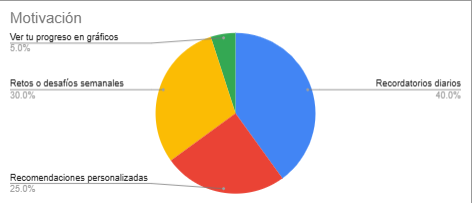 Motivación
Ver tu progreso en gráficos
5.0%
Retos o desafíos semanales
30.0%
Recordatorios diarios
40.0%
Recomendaciones personalizadas
25.0%